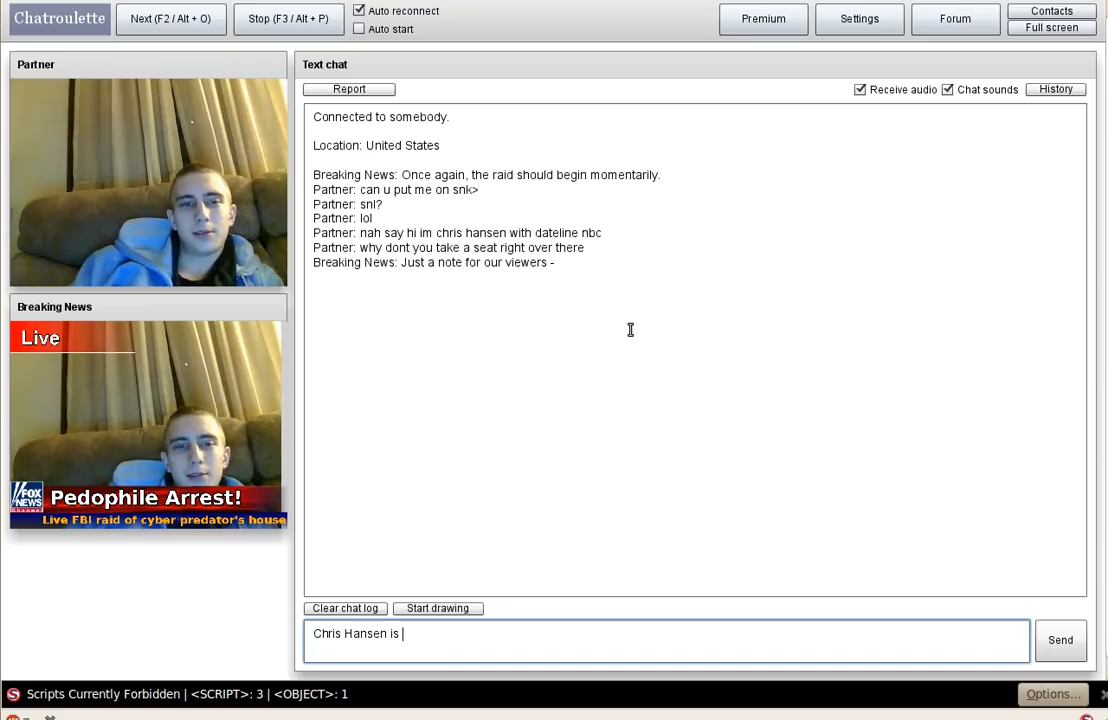 Chatroulette
Next (F2 / Alt + O)
Stop (F3 / Alt + P)
Auto reconnect
Auto start
Premium
Settings
Forum
Contacts
Full screen
Partner
Text chat
Report
Receive audio
Chat sounds
History
Connected to somebody.
Location: United States
Breaking News: Once again, the raid should begin momentarily.
Partner: can u put me on snk>
Partner: snl?
Partner: lol
Partner: nah say hi im chris hansen with dateline nbc
Partner: why dont you take a seat right over there
Breaking News: Just a note for our viewers -
Breaking News
Live
FOX
NEWS
Channel
Pedophile Arrest!
Live FBI raid of cyber predator's house
Clear chat log
Start drawing
Chris Hansen is
Send
Scripts Currently Forbidden | <SCRIPT>: 3 | <OBJECT>: 1
Options...